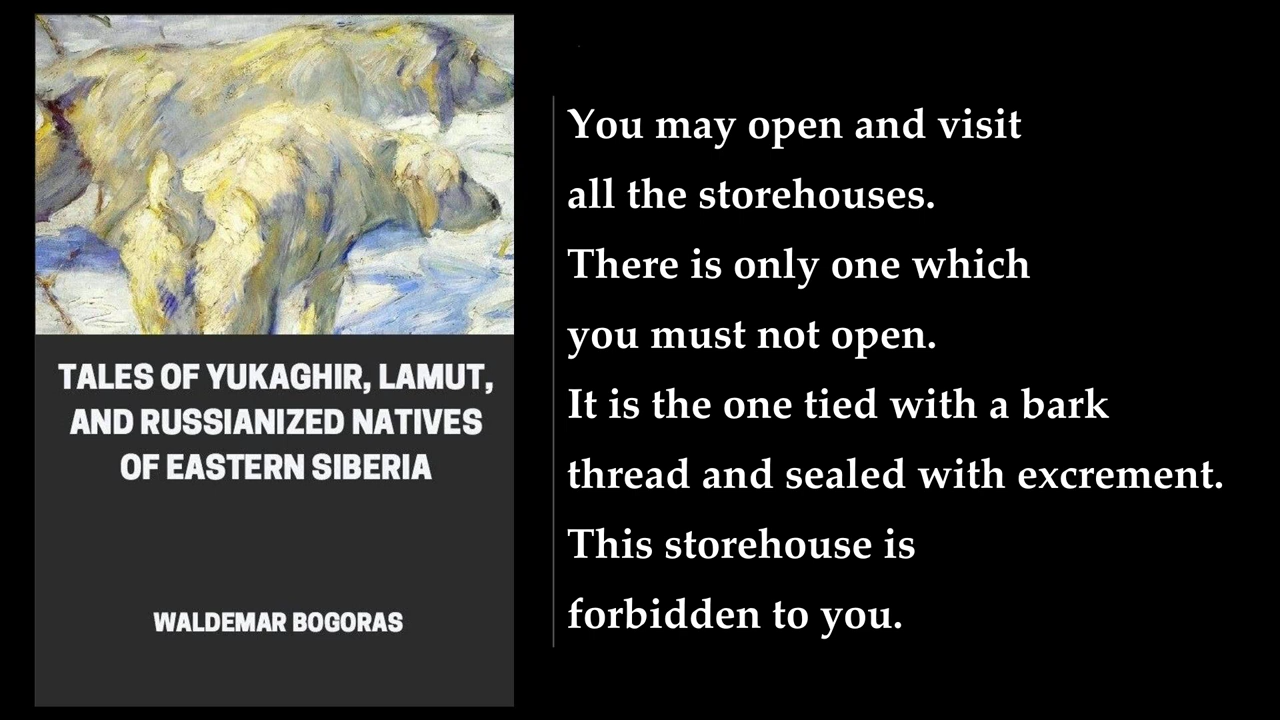 TALES OF YUKAGHIR, LAMUT,
AND RUSSIANIZED NATIVES
OF EASTERN SIBERIA
WALDEMAR BOGORAS
You may open and visit
all the storehouses.
There is only one which
you must not open.
It is the one tied with a bark
thread and sealed with excrement.
This storehouse is
forbidden to you.